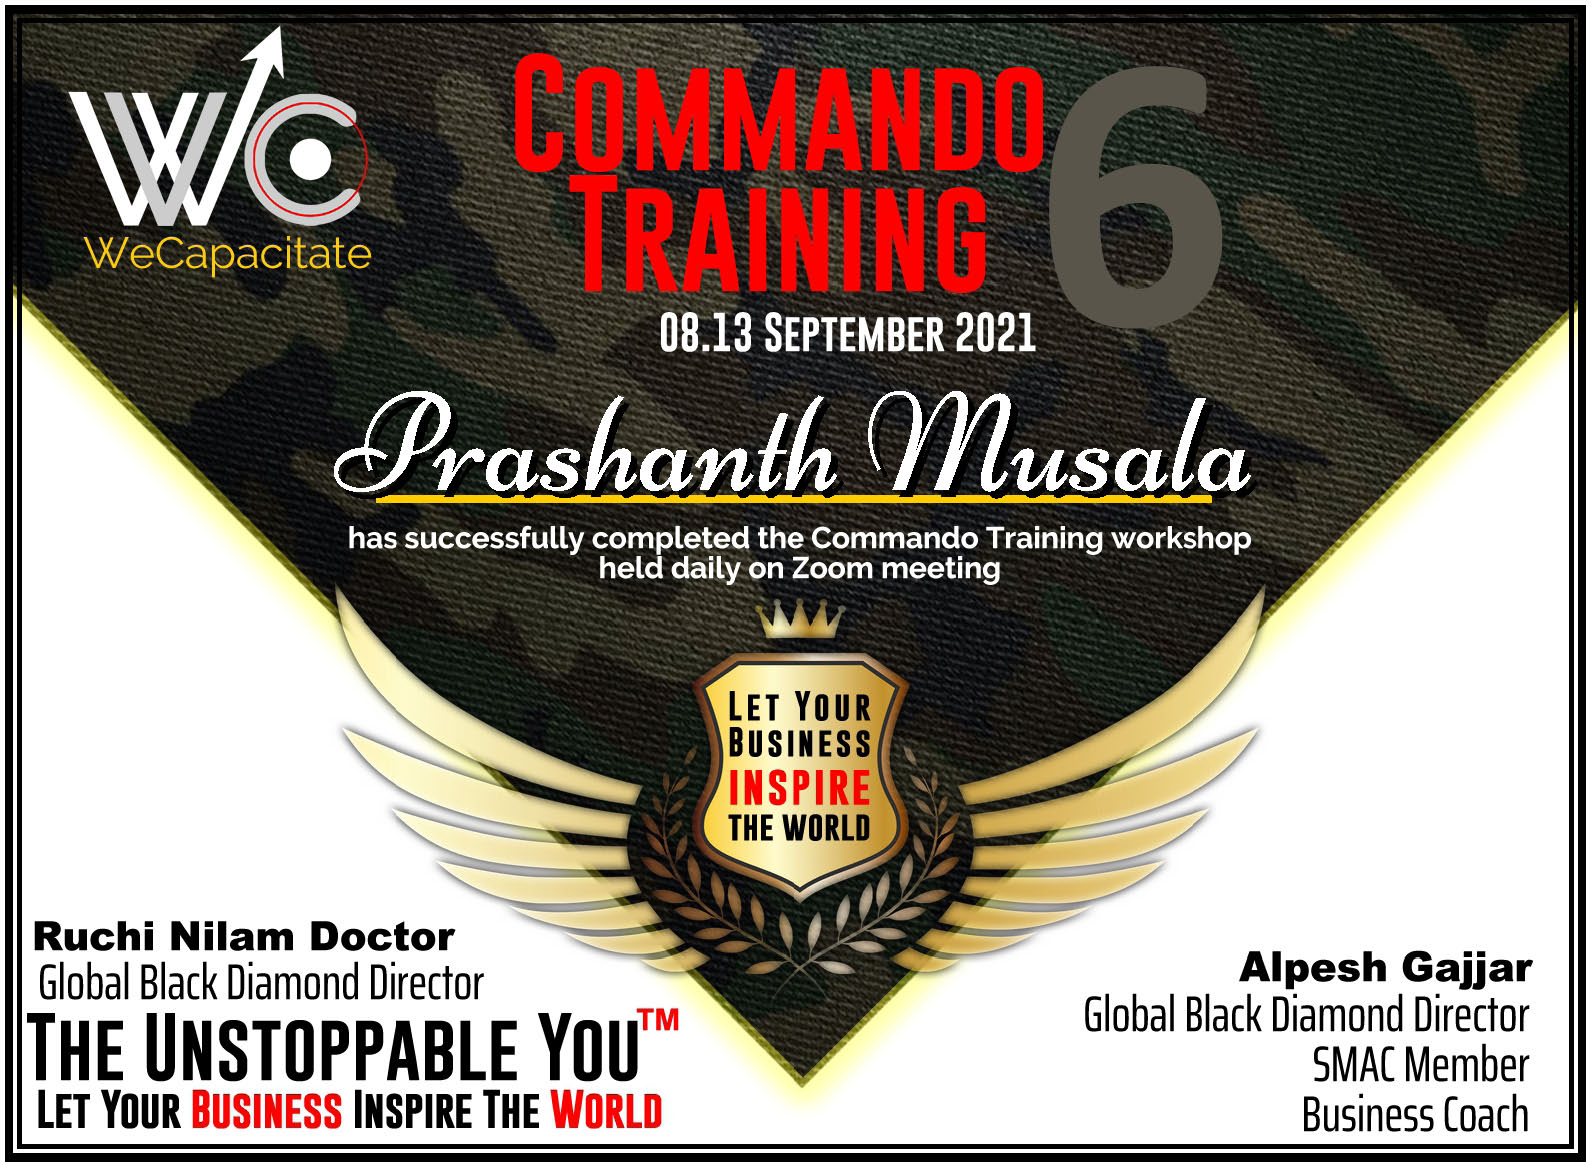 WC
WeCapacitate
COMMANDO
TRAINING
6
08.13 SEPTEMBER 2021
Prashanth Musala
has successfully completed the Commando Training workshop
held daily on Zoom meeting
LET YOUR
BUSINESS
INSPIRE
THE WORLD
Ruchi Nilam Doctor
Global Black Diamond Director
THE UNSTOPPABLE YOU™
LET YOUR BUSINESS INSPIRE THE WORLD
Alpesh Gajjar
Global Black Diamond Director
SMAC Member
Business Coach